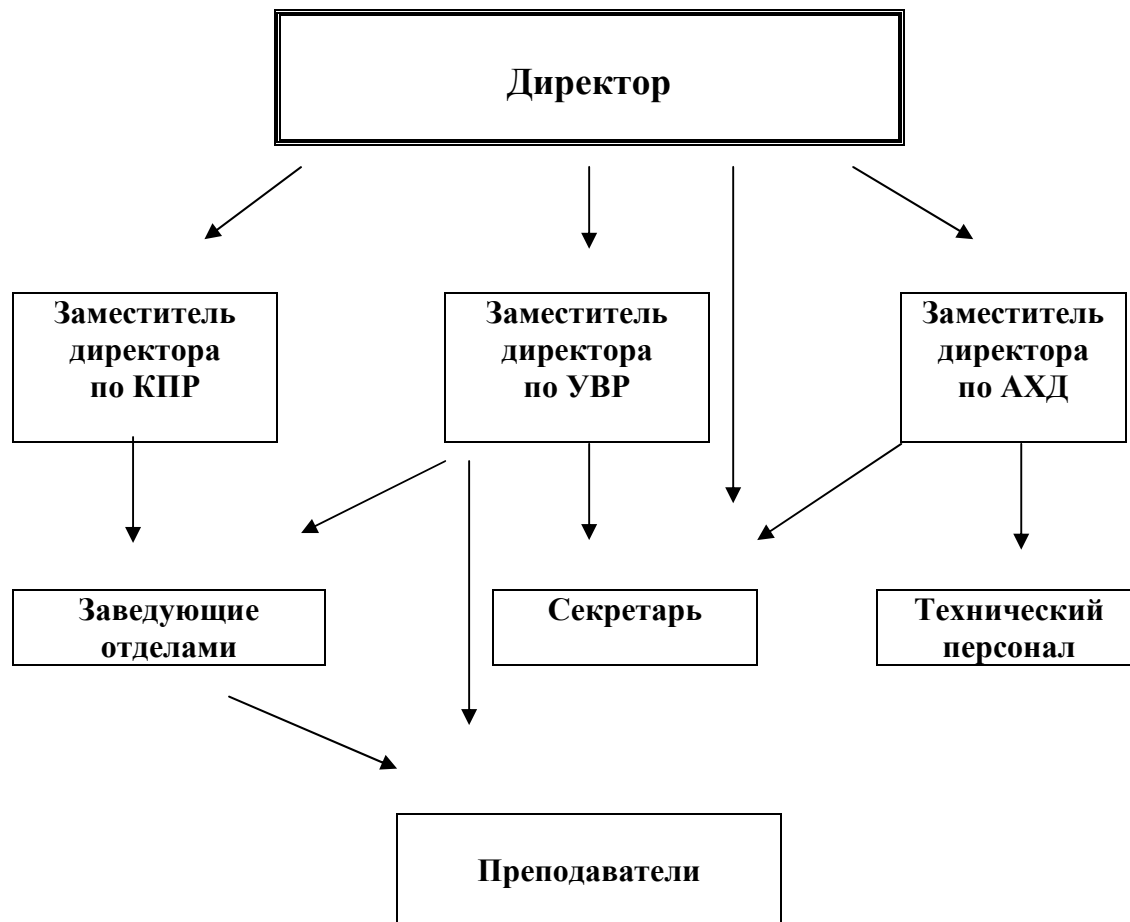 Директор
Заместитель
директора
по КПР
Заместитель
директора
по УВР
Заместитель
директора
по АХД
Заведующие
отделами
Секретарь
Технический
персонал
Преподаватели